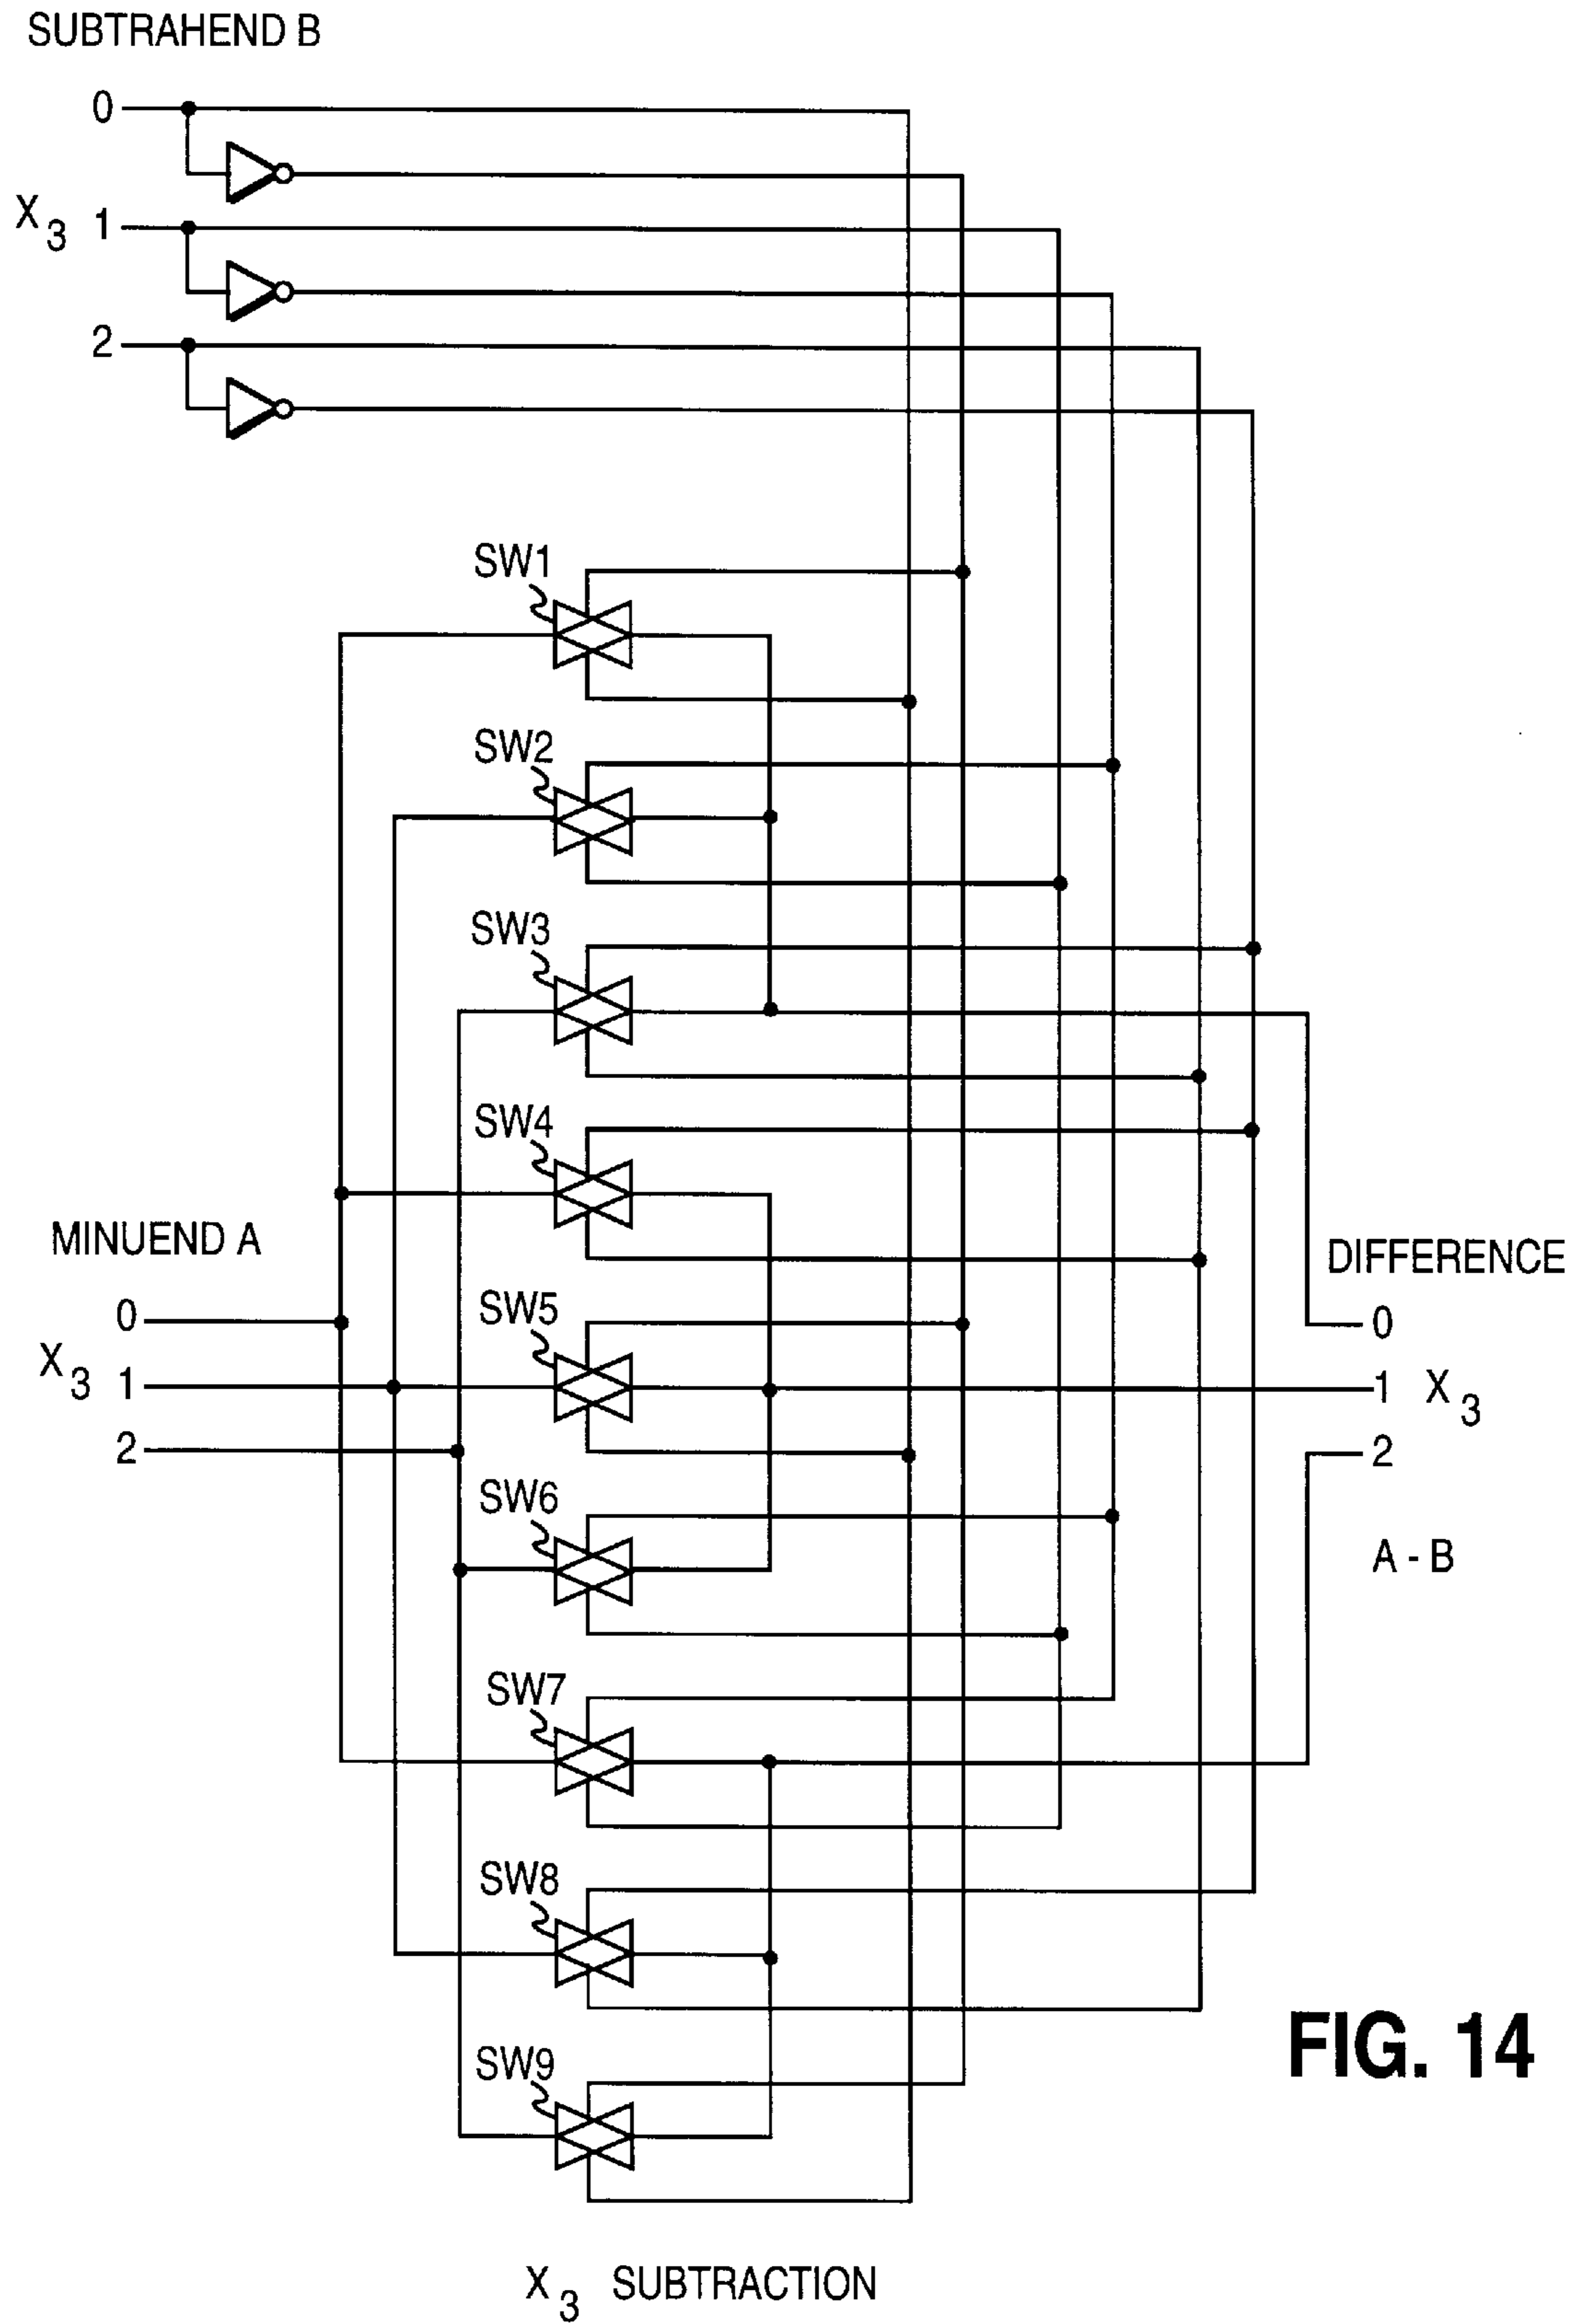 SUBTRAHEND B
0
X3 1
2
SW1
SW2
SW3
SW4
MINUEND A
DIFFERENCE
0
SW5
0
X3 1
1 X3
2
2
SW6
A - B
SW7
SW8
FIG. 14
SW9
X3 SUBTRACTION